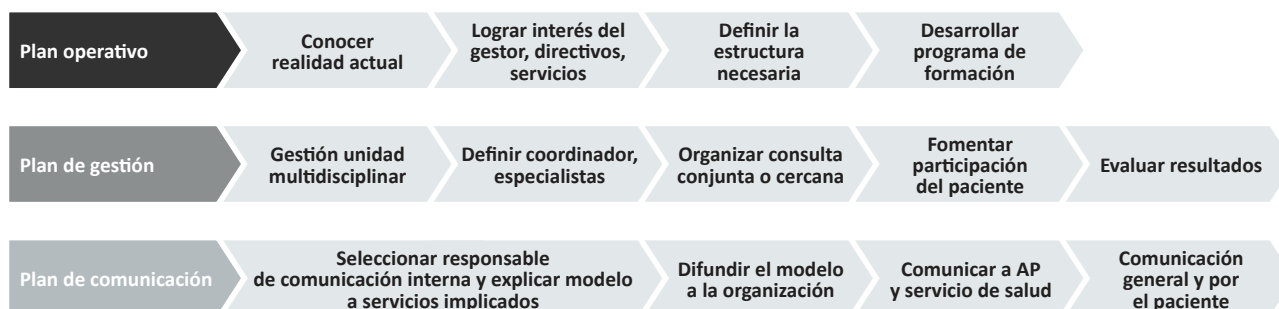 Plan operativo
Conocer
realidad actual
Lograr interés del
gestor, directivos,
servicios
Definir la
estructura
necesaria
Desarrollar
programa de
formación
Plan de gestión
Gestión unidad
multidisciplinar
Definir coordinador,
especialistas
Organizar consulta
conjunta o cercana
Fomentar
participación
del paciente
Evaluar resultados
Plan de comunicación
Seleccionar responsable
de comunicación interna y explicar modelo
a servicios implicados
Difundir el modelo
a la organización
Comunicar a AP
y servicio de salud
Comunicación
general y por
el paciente